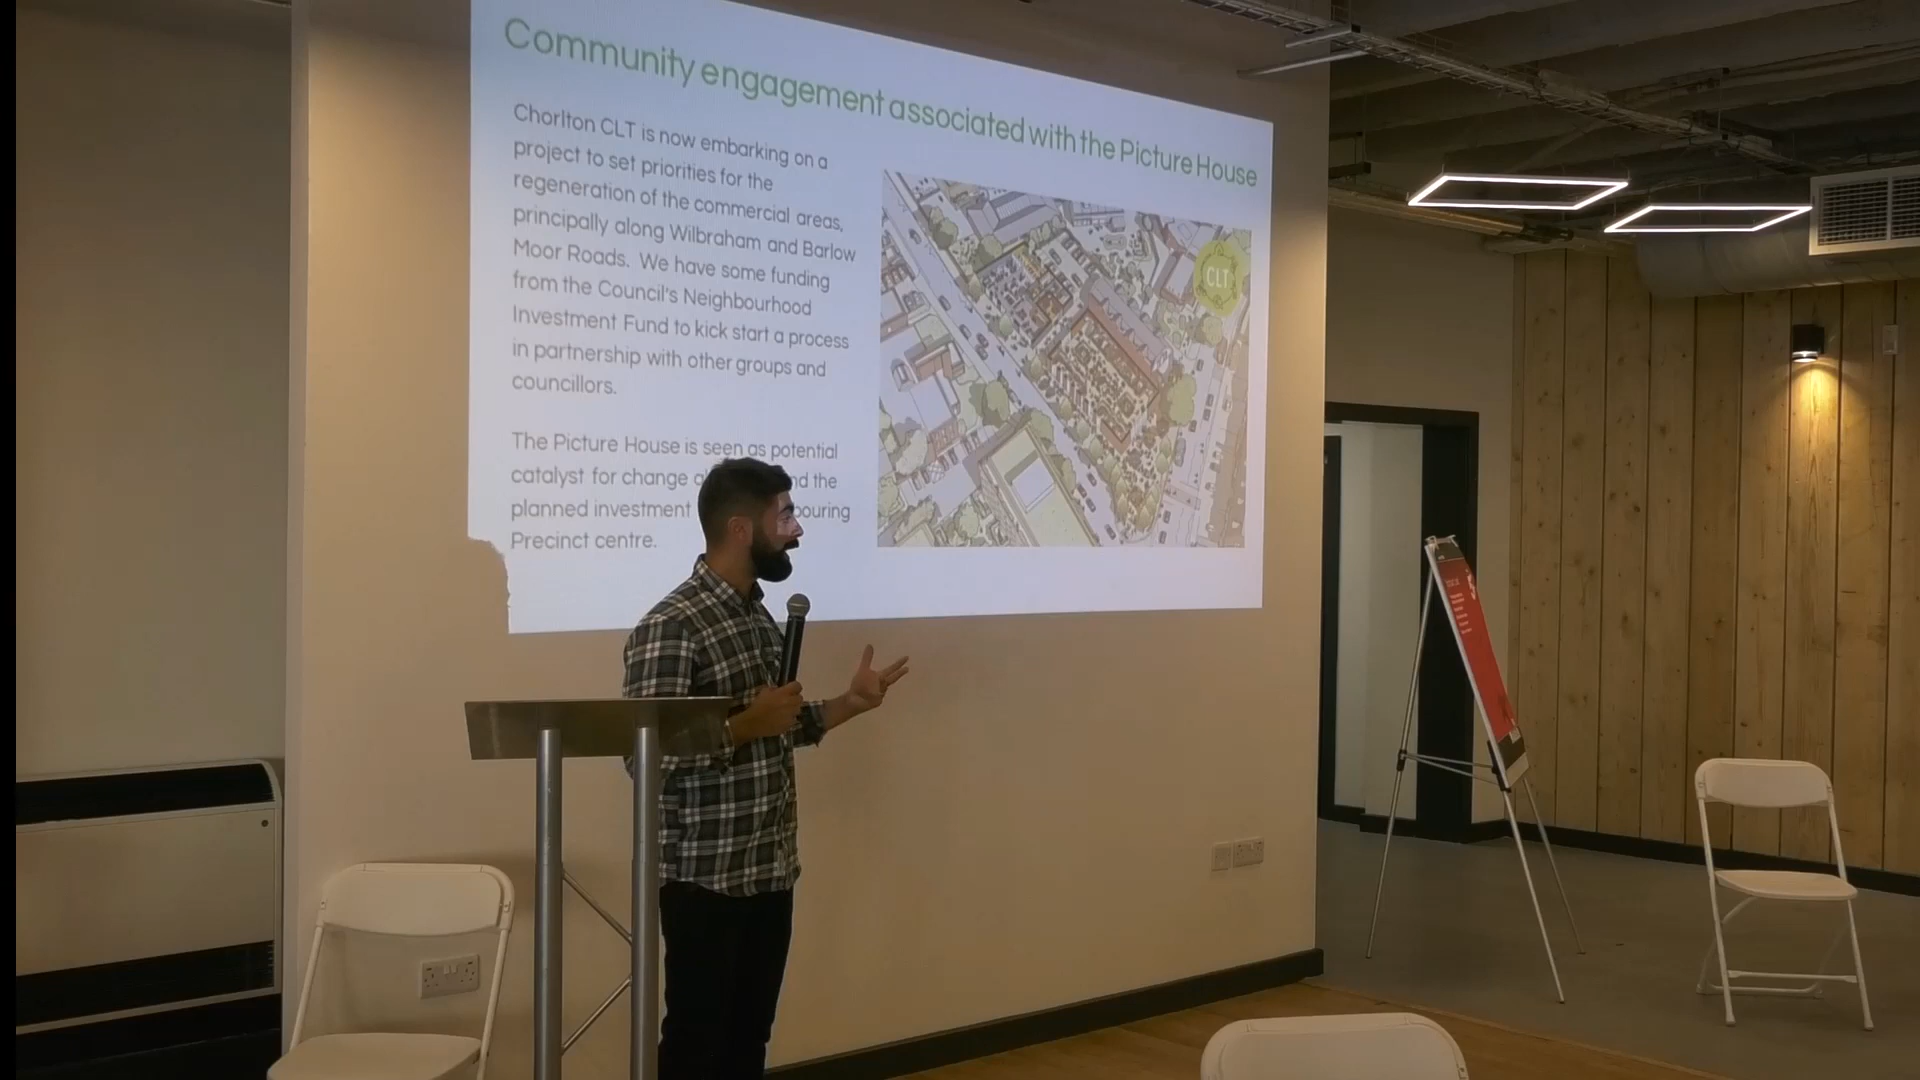 Community engagement associated with the Picture House
Chorlton CLT is now embarking on a
project to set priorities for the
regeneration of the commercial areas,
principally along Wilbraham and Barlow
Moor Roads. We have some funding
from the Council's Neighbourhood
Investment Fund to kick start a process
in partnership with other groups and
councillors.
The Picture House is seen as potential
catalyst for change nd the
planned investment bouring
Precinct centre.
CLT